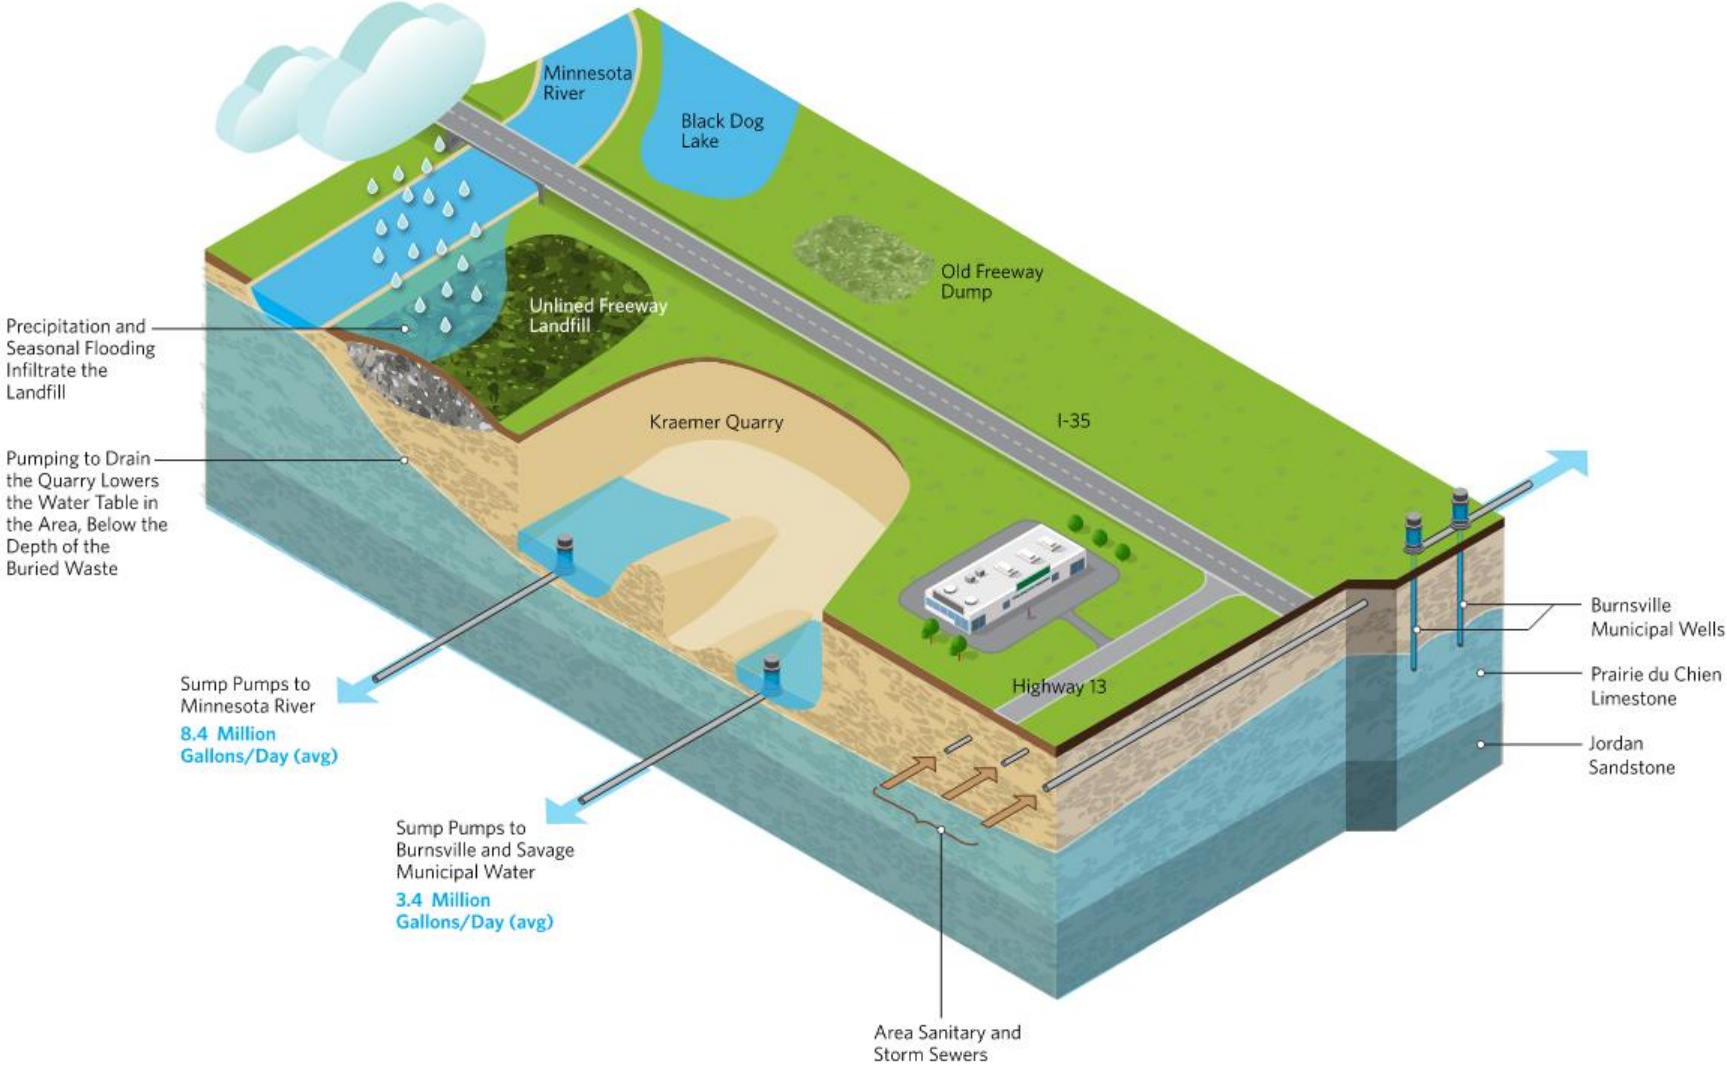 Minnesota
River
Black Dog
Lake
Old Freeway
Dump
Unlined Freeway
Landfill
Precipitation and
Seasonal Flooding
Infiltrate the
Landfill
Kraemer Quarry
I-35
Pumping to Drain
the Quarry Lowers
the Water Table in
the Area, Below the
Depth of the
Buried Waste
Burnsville
Municipal Wells
Prairie du Chien
Limestone
Highway 13
Jordan
Sandstone
Sump Pumps to
Minnesota River
8.4 Million
Gallons/Day (avg)
Sump Pumps to
Burnsville and Savage
Municipal Water
3.4 Million
Gallons/Day (avg)
Area Sanitary and
Storm Sewers